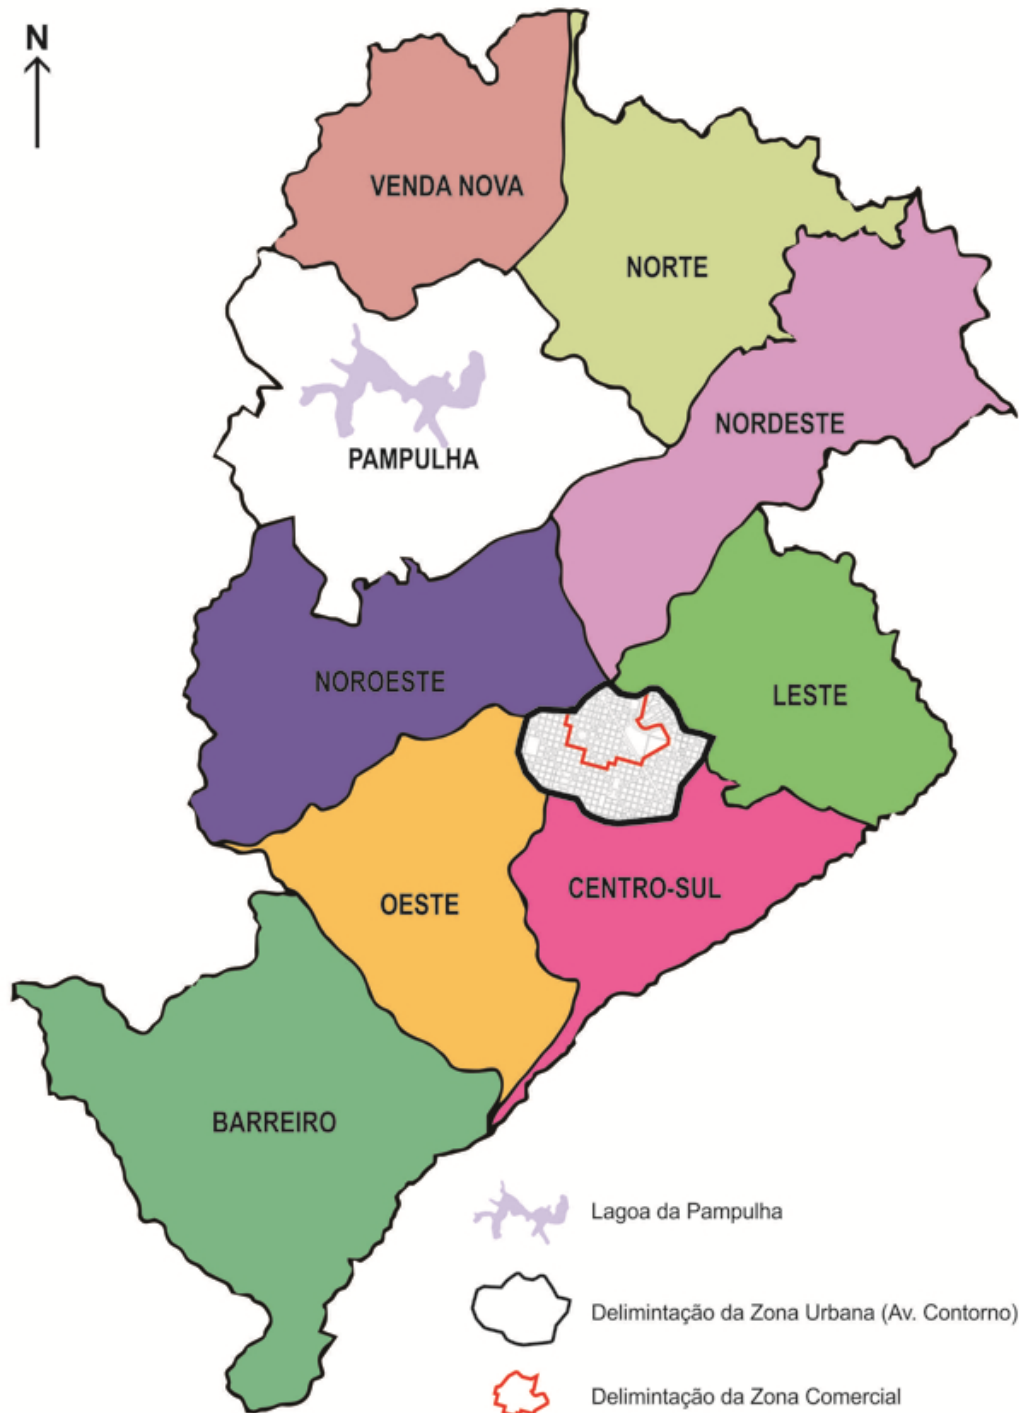 N
VENDA NOVA
NORTE
NORDESTE
PAMPULHA
NOROESTE
LESTE
CENTRO-SUL
OESTE
BARREIRO
Lagoa da Pampulha
Delimintação da Zona Urbana (Av. Contorno)
Delimintação da Zona Comercial